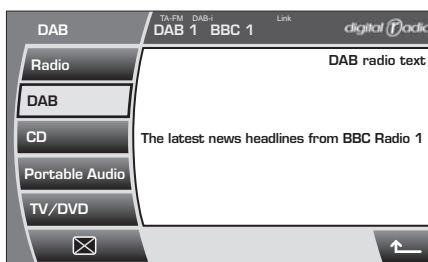 DAB
TA-FM DAB-i Link
DAB 1 BBC 1
digital radio
Radio
DAB radio text
DAB
CD
The latest news headlines from BBC Radio 1
Portable Audio
TV/DVD